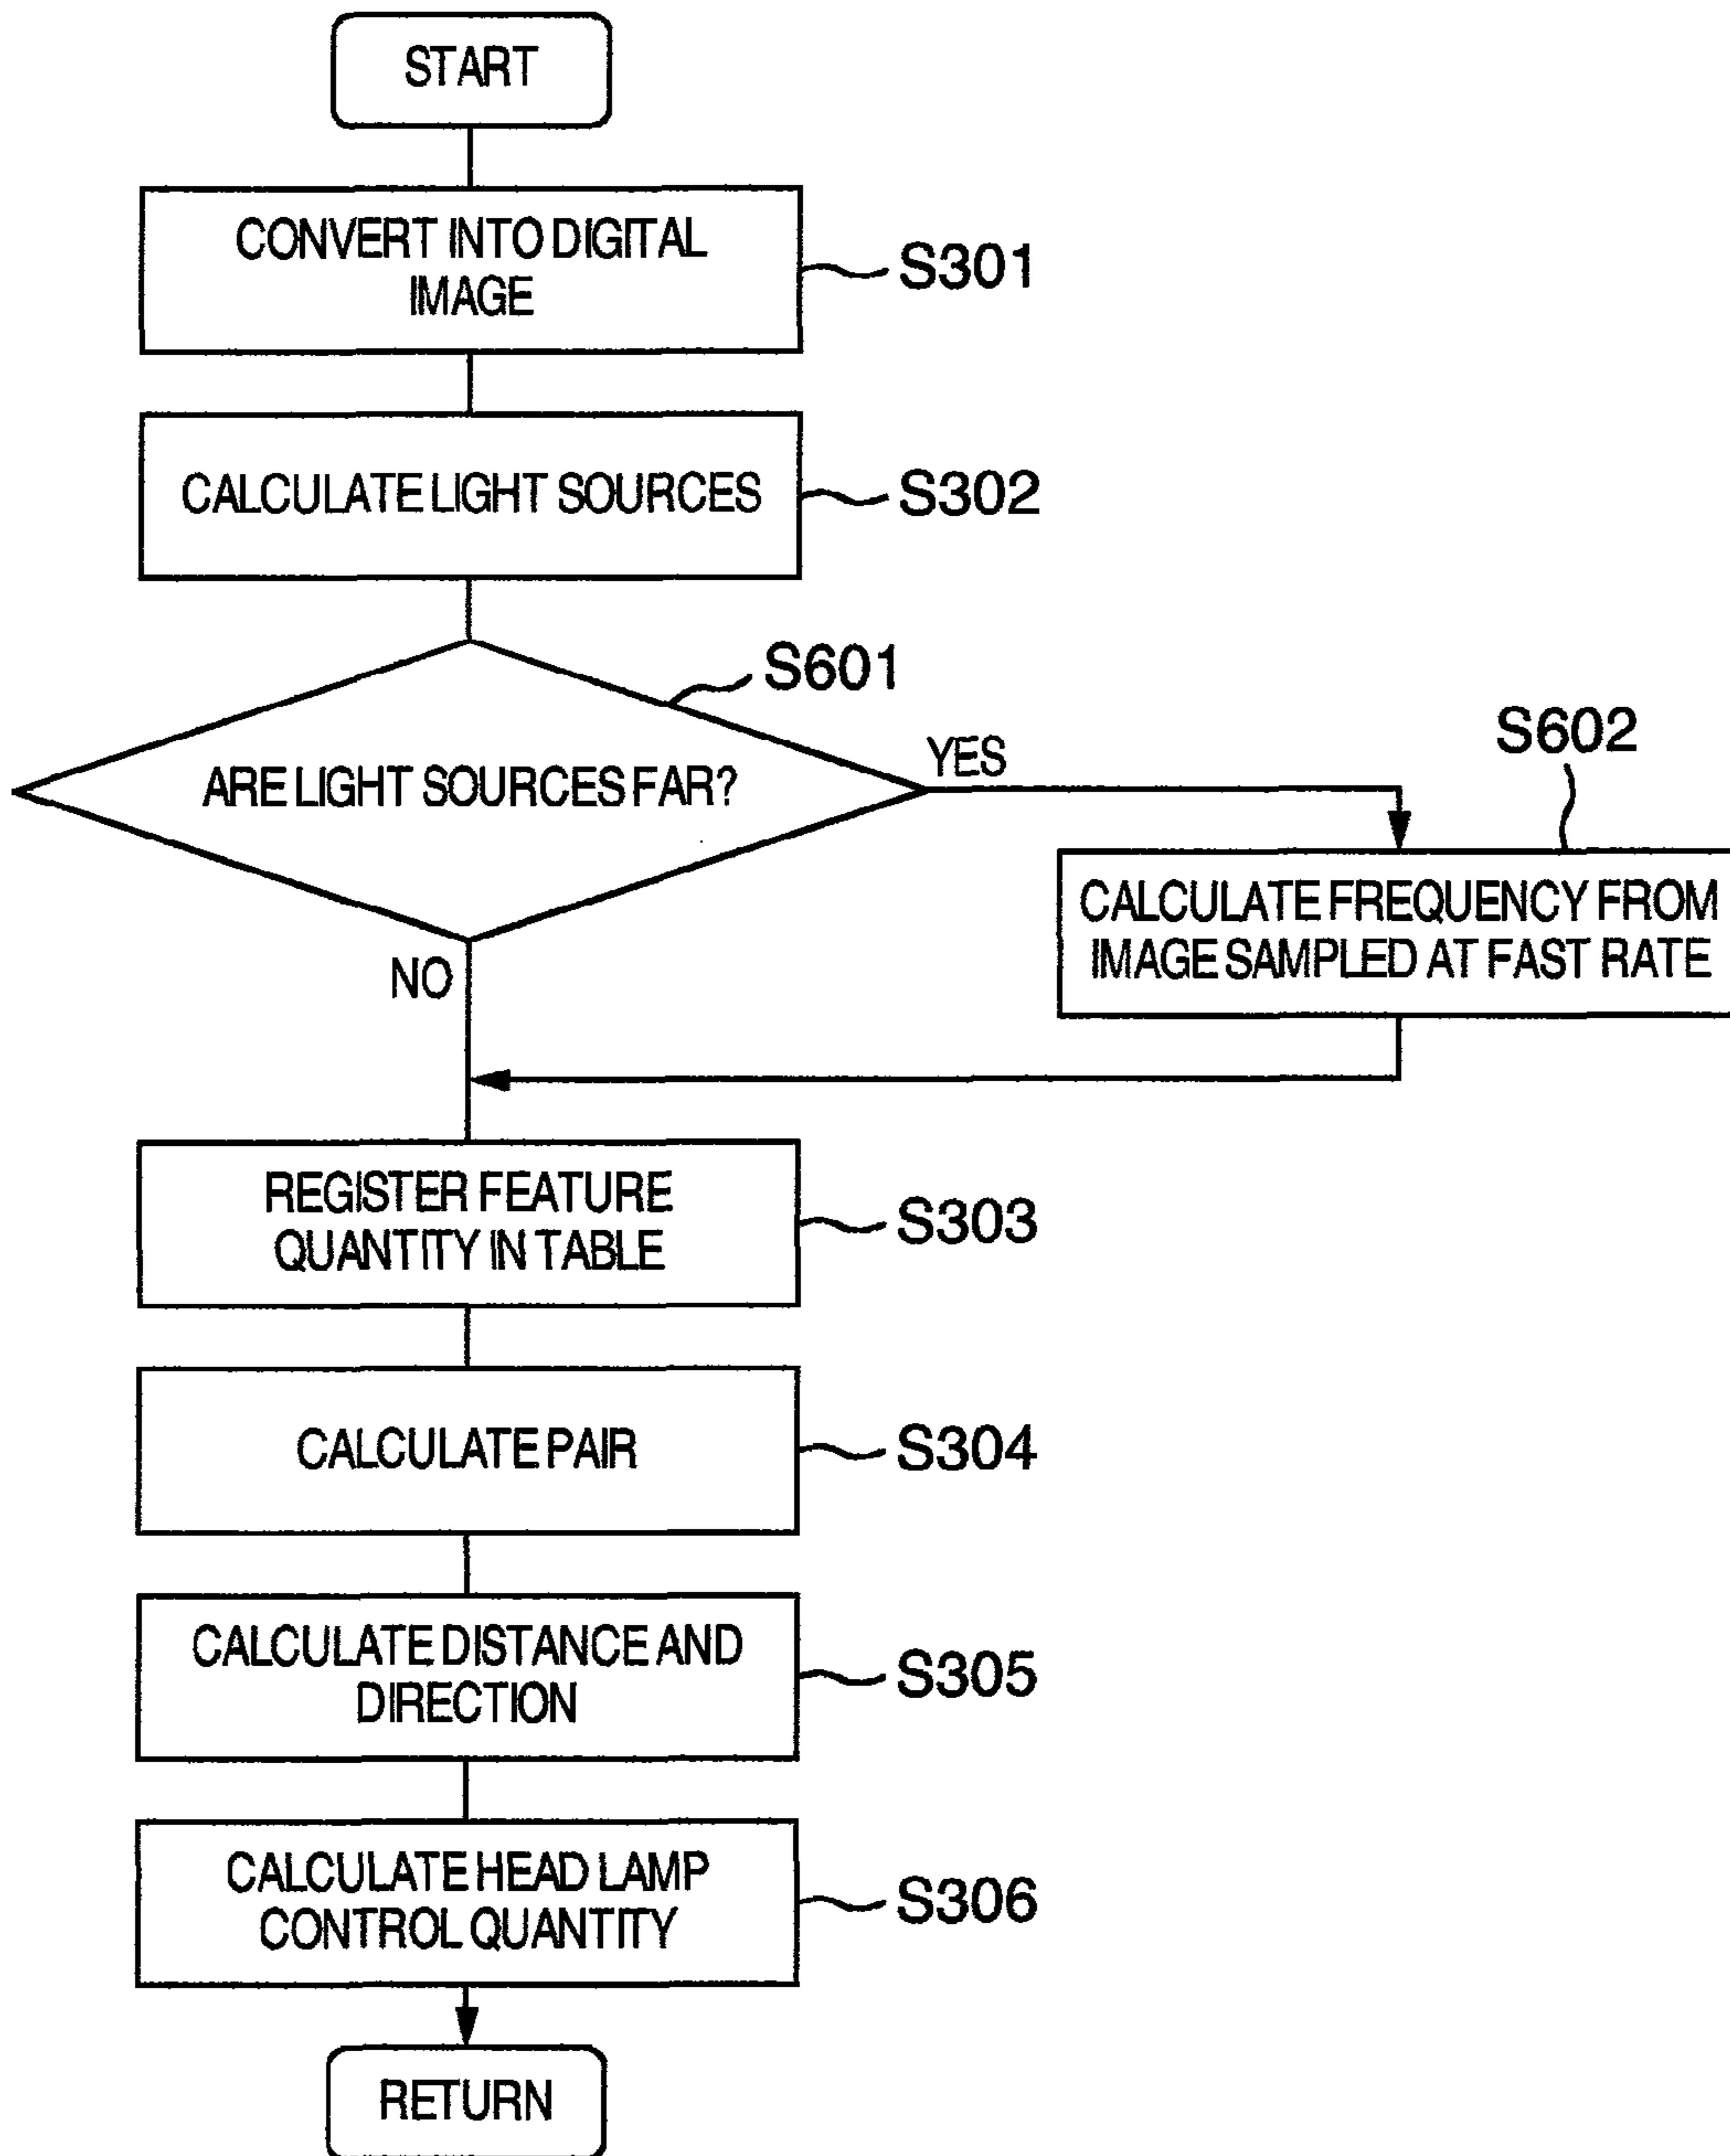 START
CONVERT INTO DIGITAL
IMAGE
S301
CALCULATE LIGHT SOURCES
S302
S601
ARE LIGHT SOURCES FAR?
YES
S602
CALCULATE FREQUENCY FROM
IMAGE SAMPLED AT FAST RATE
NO
REGISTER FEATURE
QUANTITY IN TABLE
S303
CALCULATE PAIR
S304
CALCULATE DISTANCE AND
DIRECTION
S305
CALCULATE HEAD LAMP
CONTROL QUANTITY
S306
RETURN